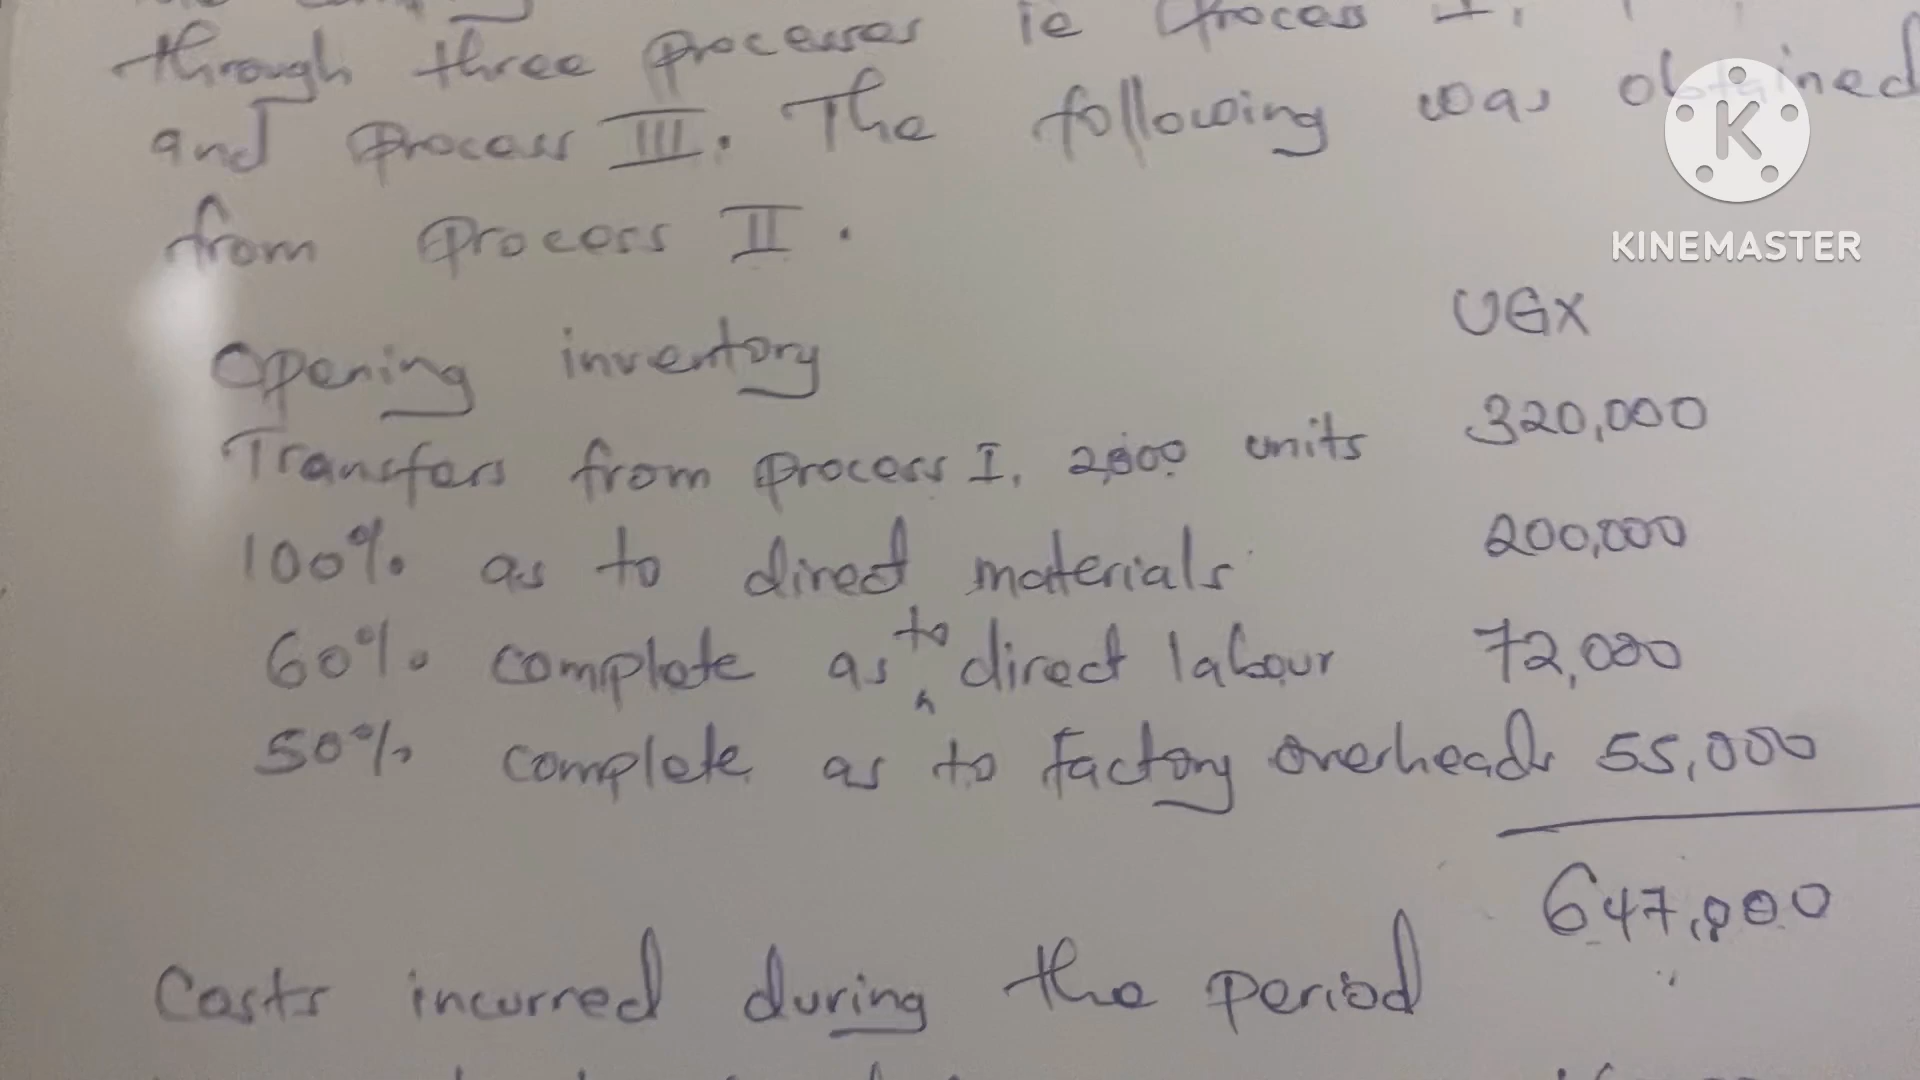 through three processes ie Process I,
and Process III. The following was obtained
from Process II.
KINEMASTER
UGX
Opening inventory
Transfers from process I, 2,000 units 320,000
100% as to direct materials 200,000
60% complete as to direct labour 72,000
50% complete as to factory overheads 55,000
647,000
Costs incurred during the period